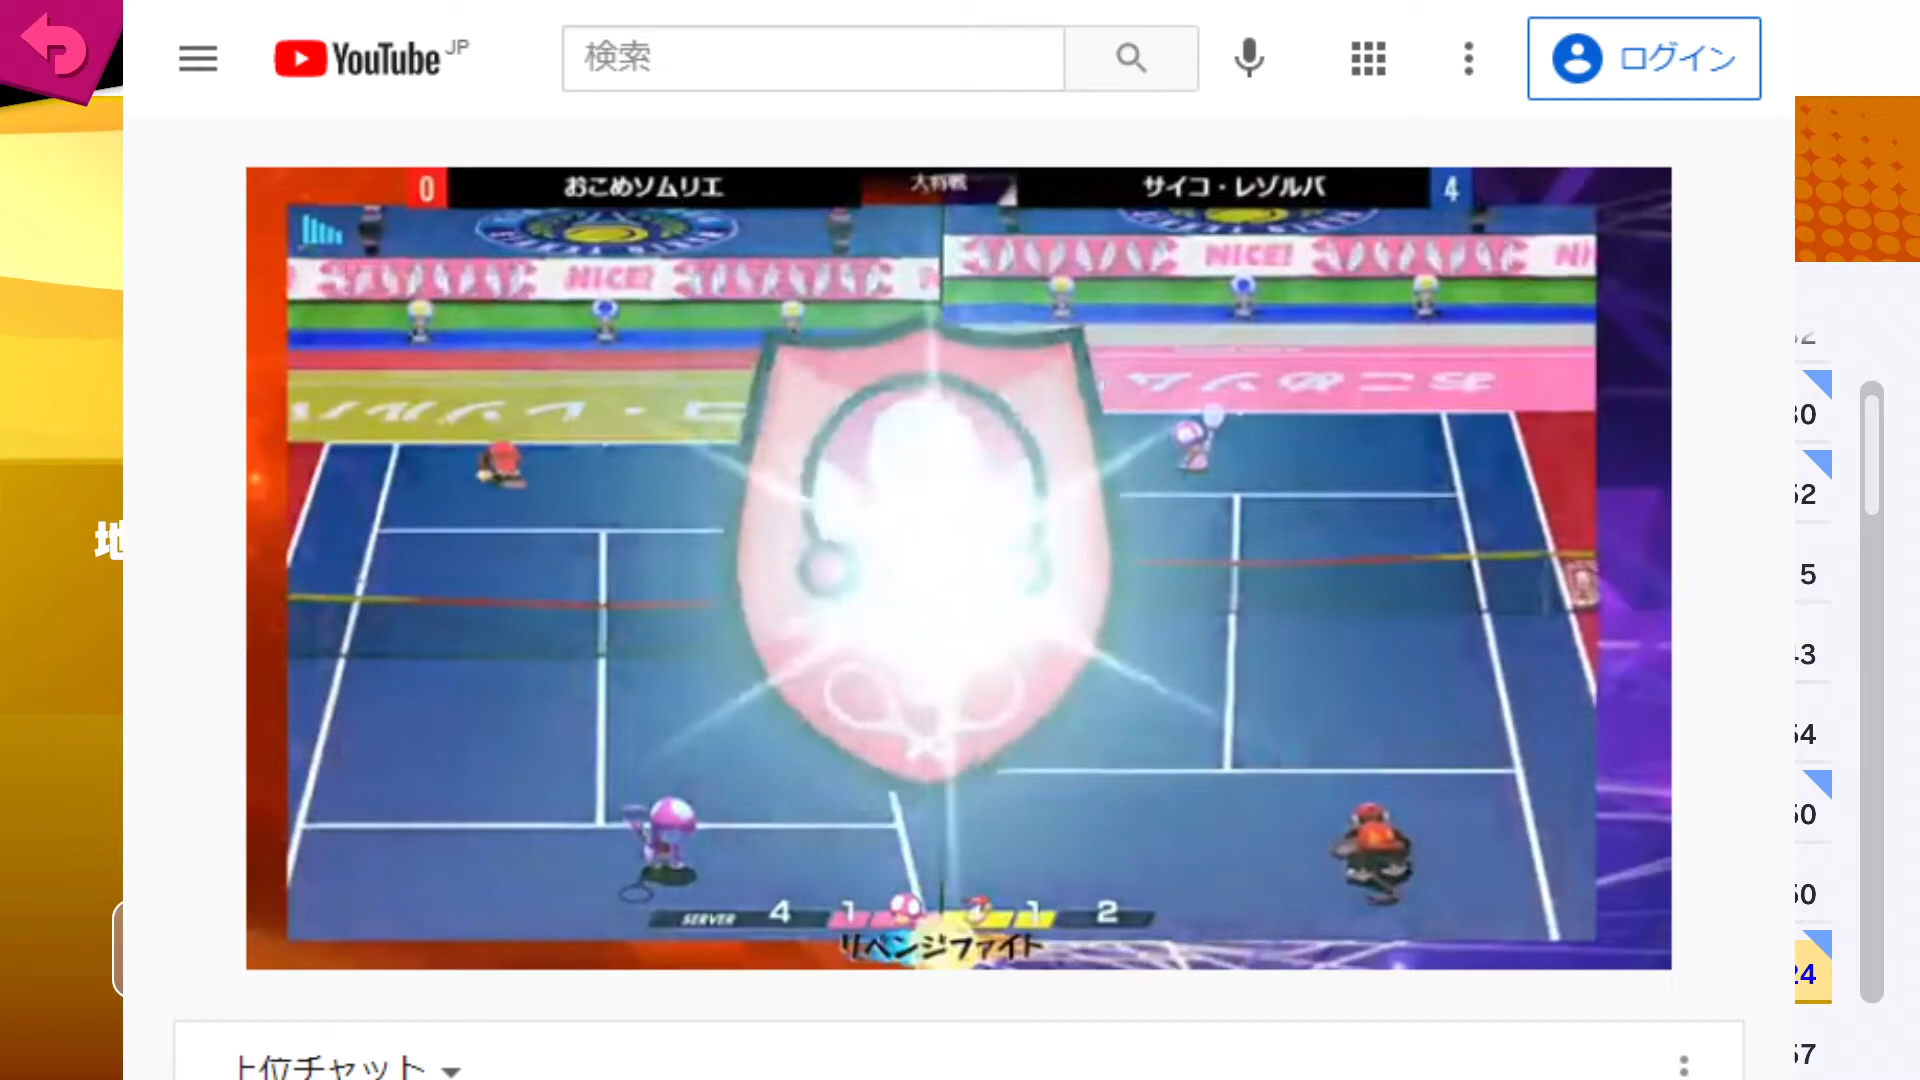 YouTube JP
検索
ログイン
0
おこめソムリエ
大将戦
サイコ・レゾルバ
4
NICE!
NICE!
地
5
SERVER
4
1
1
2
リベンジファイト
上位チャット